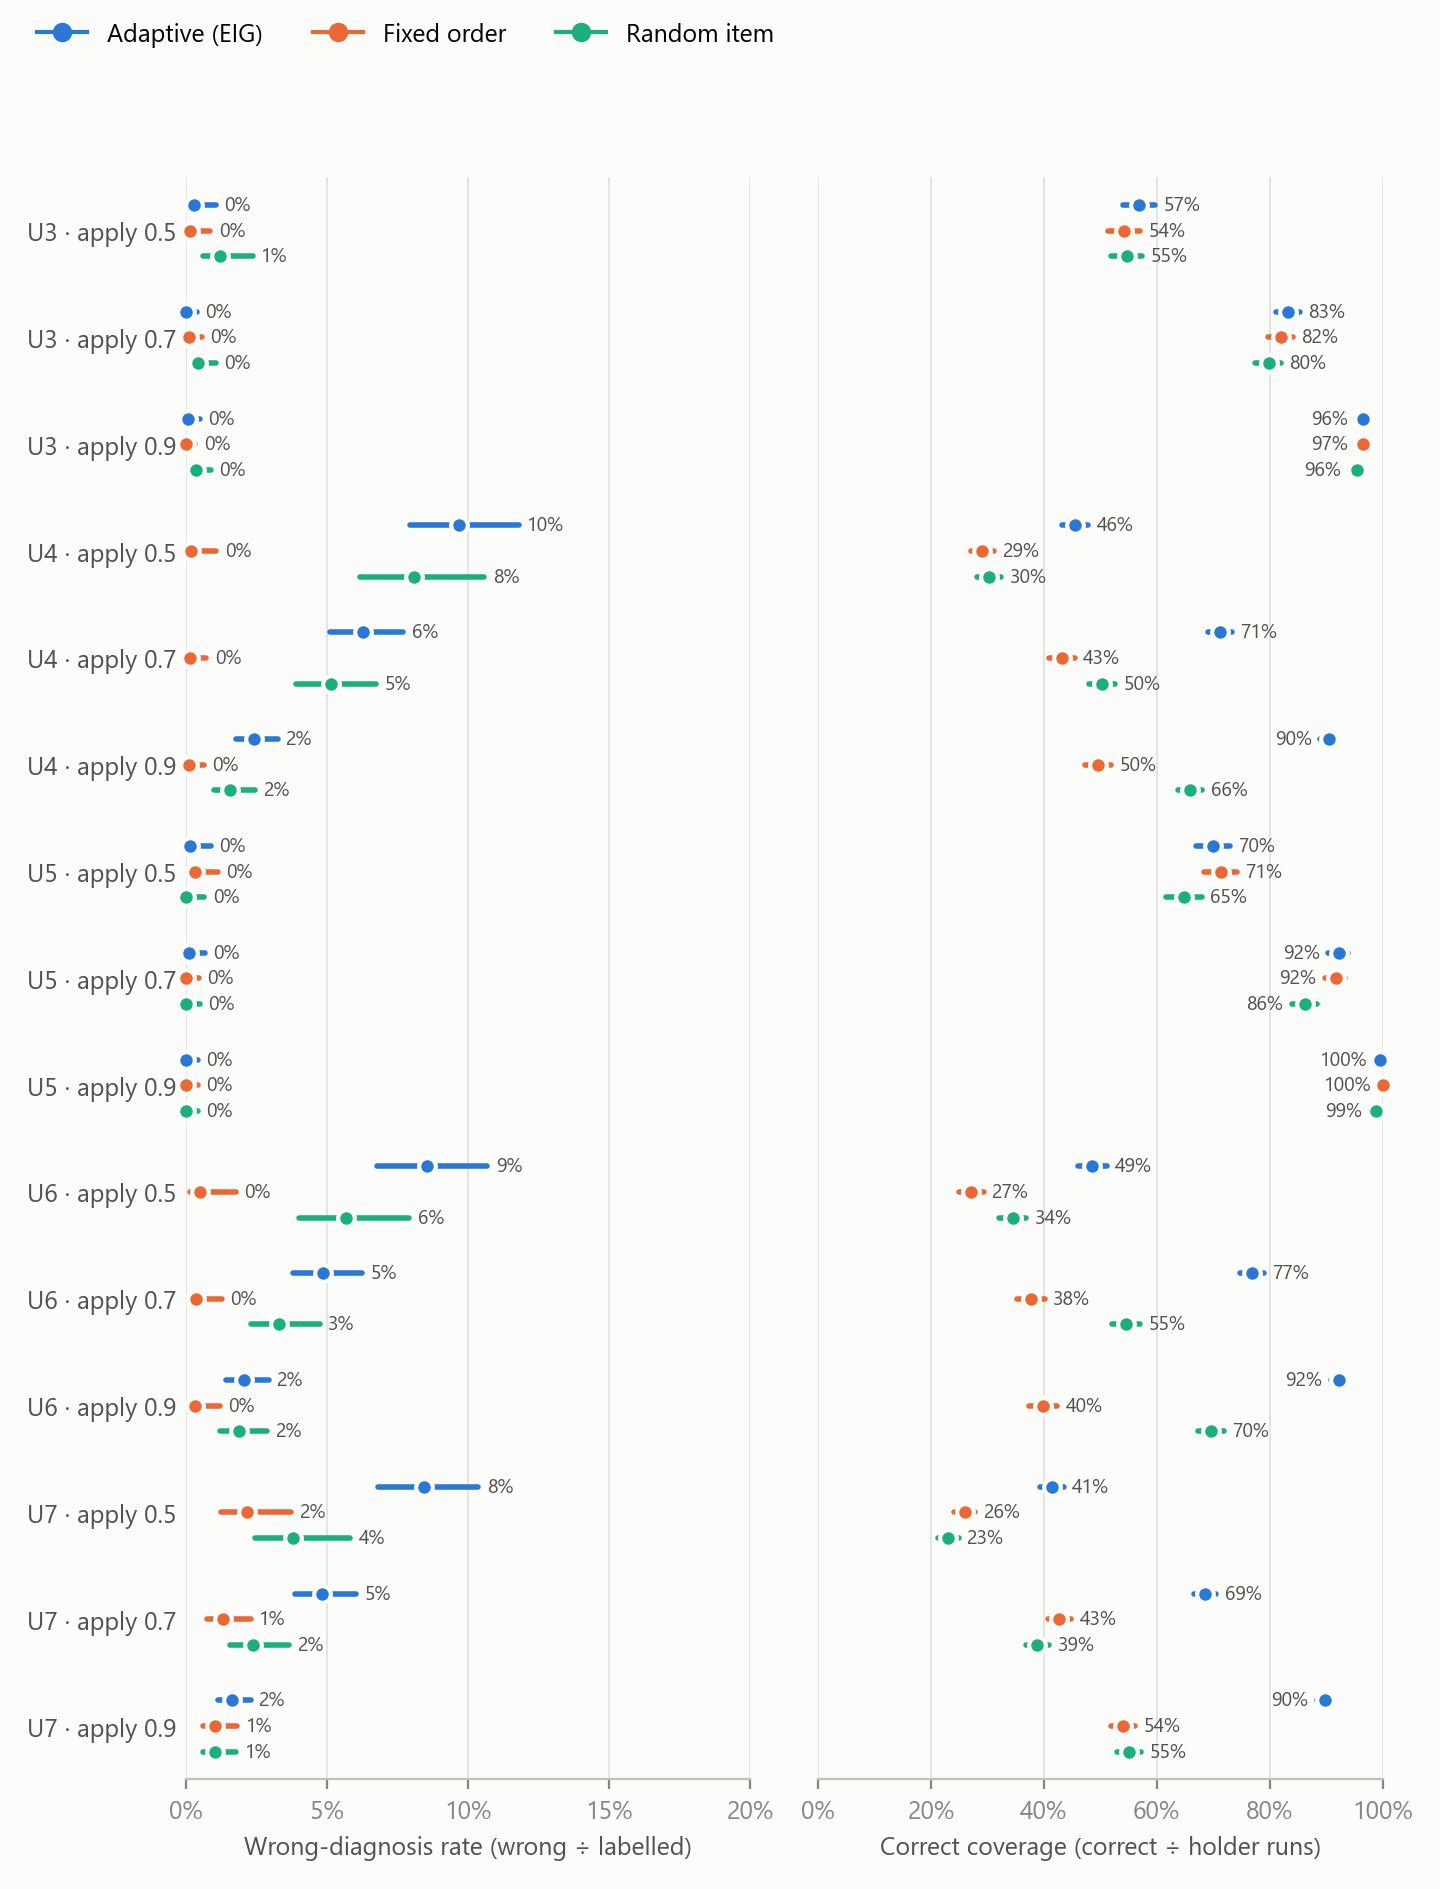 Adaptive (EIG) Fixed order Random item
0% 57%
U3 · apply 0.5 0% 54%
1% 55%
0% 83%
U3 · apply 0.7 0% 82%
0% 80%
0% 96%
U3 · apply 0.9 0% 97%
0% 96%
10% 46%
U4 · apply 0.5 0% 29%
8% 30%
6% 71%
U4 · apply 0.7 0% 43%
5% 50%
2% 90%
U4 · apply 0.9 0% 50%
2% 66%
0% 70%
U5 · apply 0.5 0% 71%
0% 65%
0% 92%
U5 · apply 0.7 0% 92%
0% 86%
0% 100%
U5 · apply 0.9 0% 100%
0% 99%
9% 49%
U6 · apply 0.5 0% 27%
6% 34%
5% 77%
U6 · apply 0.7 0% 38%
3% 55%
2% 92%
U6 · apply 0.9 0% 40%
2% 70%
8% 41%
U7 · apply 0.5 2% 26%
4% 23%
5% 69%
U7 · apply 0.7 1% 43%
2% 39%
2% 90%
U7 · apply 0.9 1% 54%
1% 55%
0% 5% 10% 15% 20% 0% 20% 40% 60% 80% 100%
Wrong-diagnosis rate (wrong ÷ labelled) Correct coverage (correct ÷ holder runs)